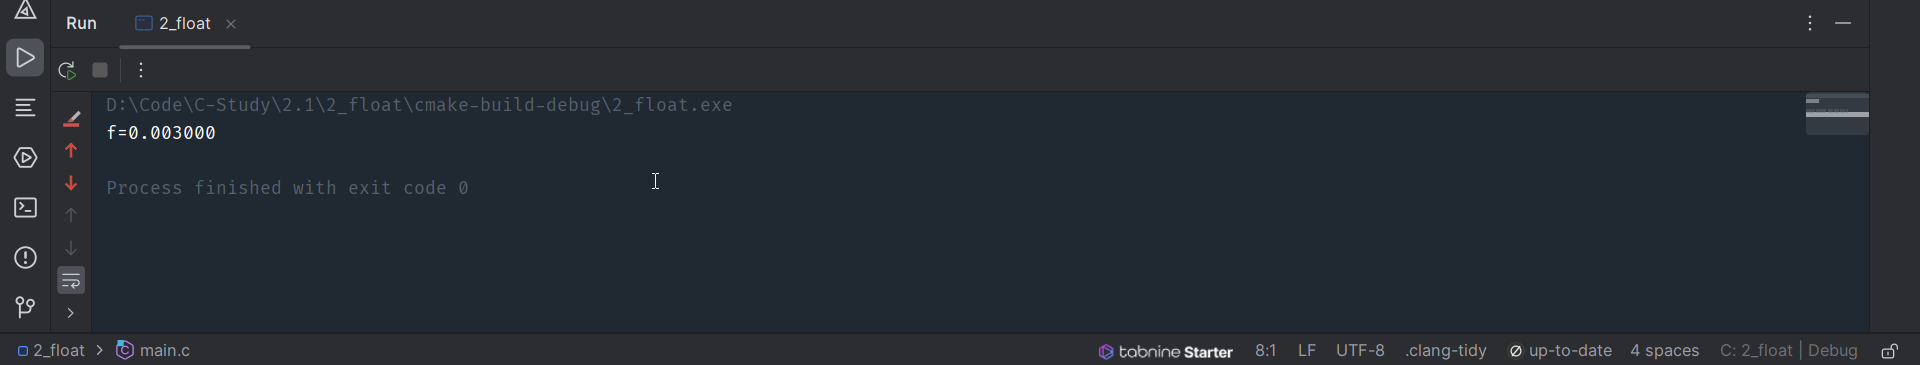 Run 2_float
D:\Code\C-Study\2.1\2_float\cmake-build-debug\2_float.exe
f=0.003000
Process finished with exit code 0
2_float > main.c tabnine Starter 8:1 LF UTF-8 .clang-tidy up-to-date 4 spaces C: 2_float | Debug